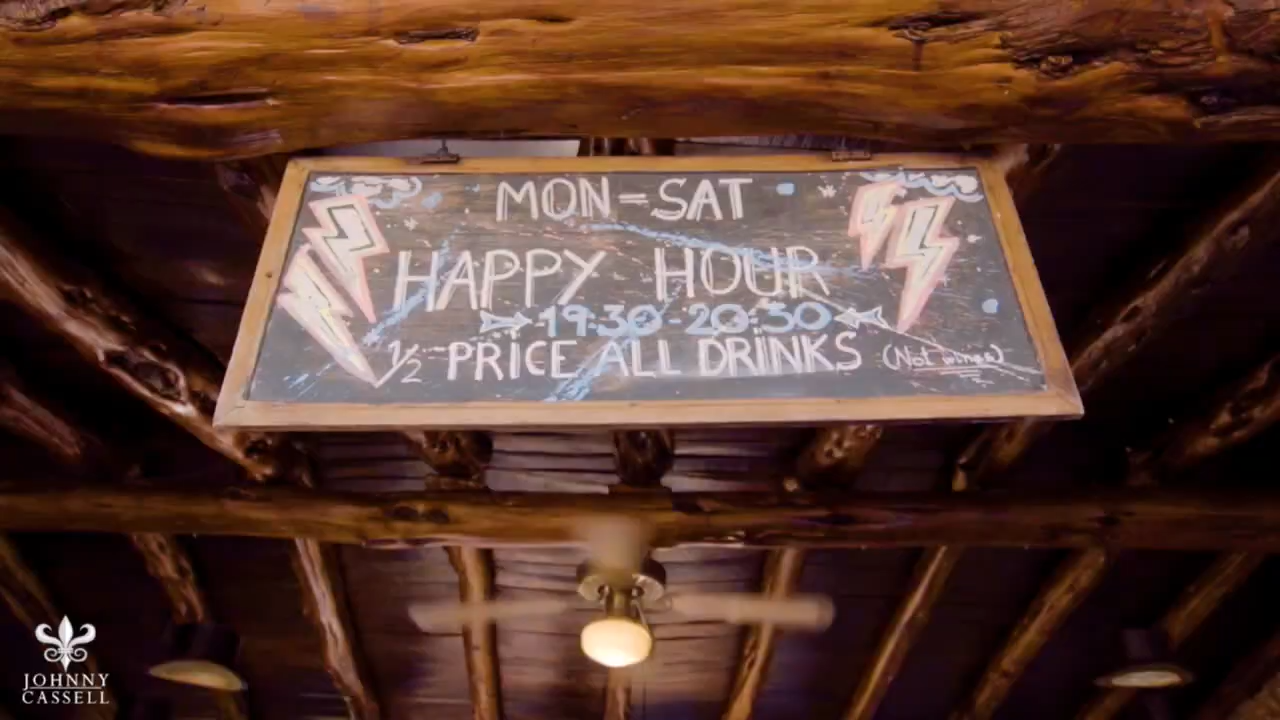 MON-SAT
HAPPY HOUR
19:30-20:30
1/2 PRICE ALL DRINKS (Not wines)
JOHNNY
CASSELL